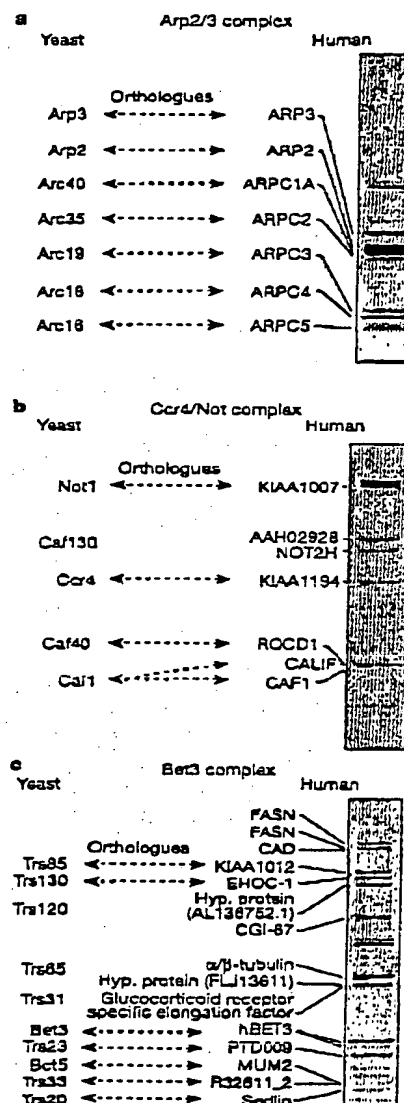 a Arp2/3 complex
Yeast Human
Orthologues
Arp3 ARP3
Arp2 ARP2
Arc40 ARPC1A
Arc35 ARPC2
Arc19 ARPC3
Arc18 ARPC4
Arc16 ARPC5
b Ccr4/Not complex
Yeast Human
Orthologues
Not1 KIAA1007
Caf130 AAH02928
NOT2H
Ccr4 KIAA1194
Caf40 RQCD1
CALIF
Caf1 CAF1
c Bet3 complex
Yeast Human
FASN
FASN
Orthologues CAD
Trs85 KIAA1012
Trs130 EHOC-1
Trs120 Hyp. protein
(AL136752.1)
CGI-87
Trs65 α/β-tubulin
Hyp. protein (FLJ13611)
Trs31 Glucocorticoid receptor
specific elongation factor
Bet3 hBET3
Trs23 PTD009
Bet5 MUM2
Trs33 R32611_2
Trs20 Sedlin